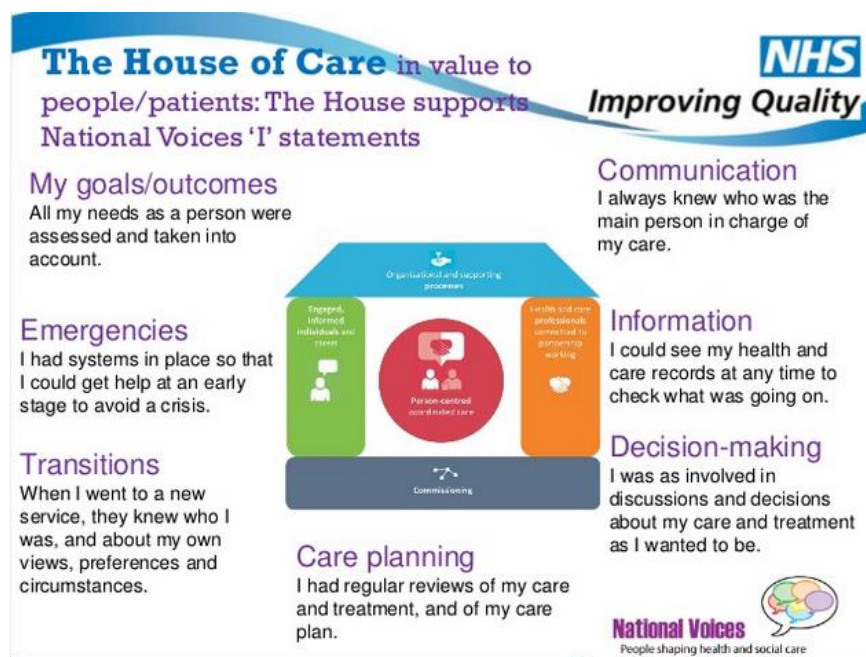 The House of Care in value to
people/patients: The House supports
National Voices ‘I’ statements
NHS
Improving Quality
My goals/outcomes
All my needs as a person were
assessed and taken into
account.
Emergencies
I had systems in place so that
I could get help at an early
stage to avoid a crisis.
Transitions
When I went to a new
service, they knew who I
was, and about my own
views, preferences and
circumstances.
Organisational and supporting
processes
Engaged,
informed
individuals and
Health and care
professionals
committed to
partnership
working
Person-centred
coordinated care
Commissioning
Care planning
I had regular reviews of my care
and treatment, and of my care
plan.
Communication
I always knew who was the
main person in charge of
my care.
Information
I could see my health and
care records at any time to
check what was going on.
Decision-making
I was as involved in
discussions and decisions
about my care and treatment
as I wanted to be.
National Voices
People shaping health and social care